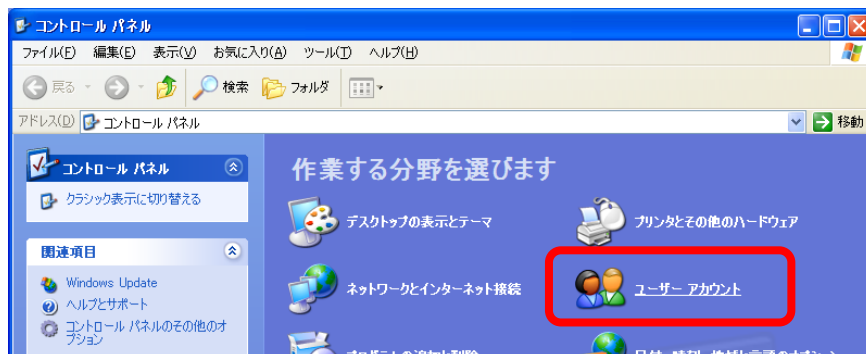 コントロール パネル
ファイル(F) 編集(E) 表示(V) お気に入り(A) ツール(T) ヘルプ(H)
戻る 検索 フォルダ
アドレス(D) コントロール パネル 移動
コントロール パネル
クラシック表示に切り替える
関連項目
Windows Update
ヘルプとサポート
コントロール パネルのその他のオ
プション
作業する分野を選びます
デスクトップの表示とテーマ
プリンタとその他のハードウェア
ネットワークとインターネット接続
ユーザー アカウント